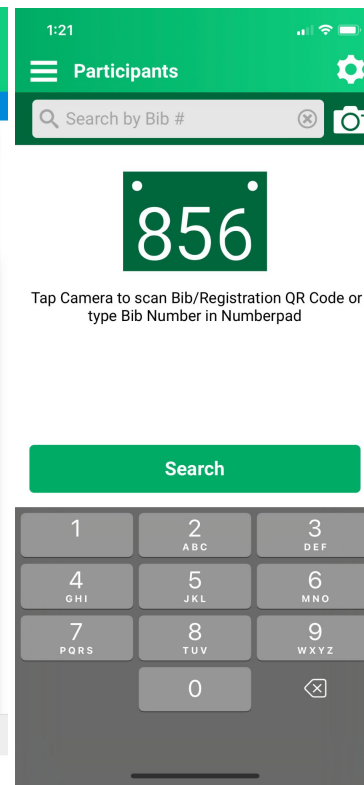 1:21
Participants
Search by Bib #
856
Tap Camera to scan Bib/Registration QR Code or
type Bib Number in Numberpad
Search
1
2
ABC
3
DEF
4
GHI
5
JKL
6
MNO
7
PQRS
8
TUV
9
WXYZ
0